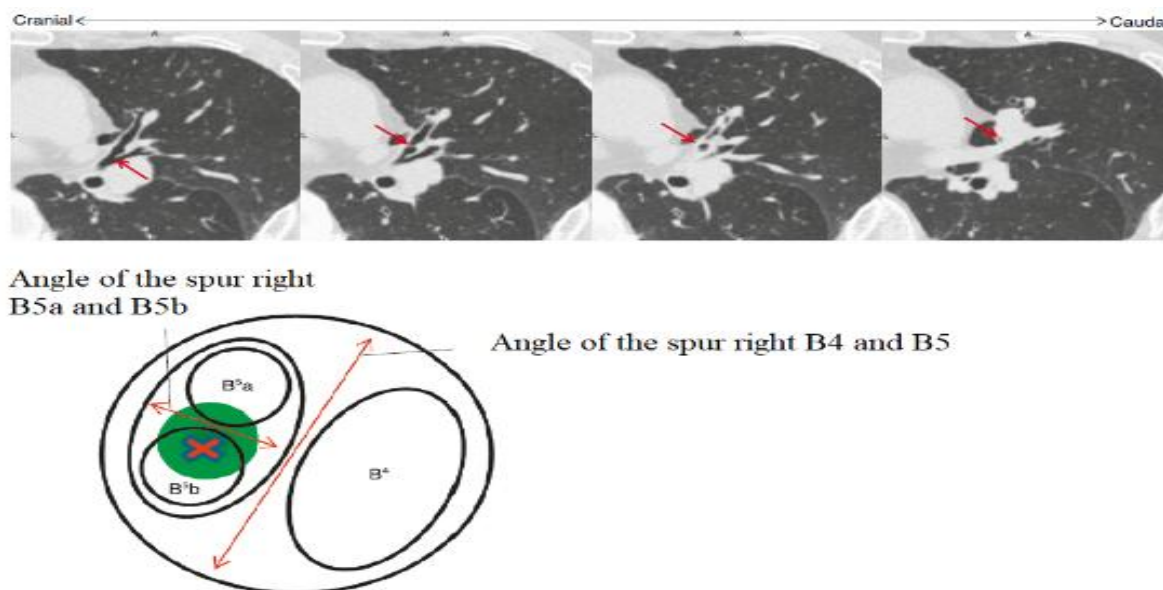 Cranial < > Cauda
Angle of the spur right
B5a and B5b
Angle of the spur right B4 and B5
B⁵a
B⁵b
B⁴